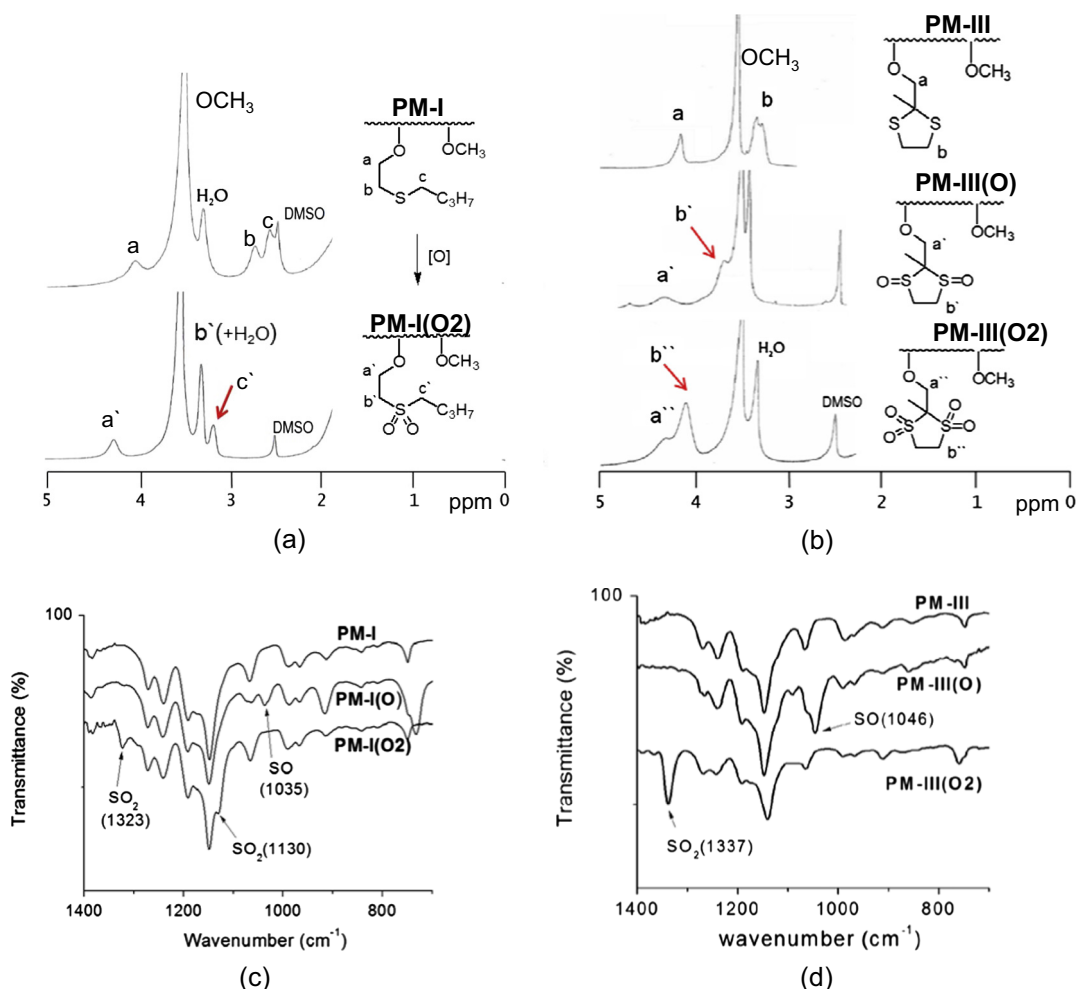 PM-I
OCH3
H2O
DMSO
a
b
c
O
OCH3
a
b
c
S
C3H7
[O]
PM-I(O2)
b`(+H2O)
c`
a`
DMSO
O
OCH3
a`
b`
c`
S
C3H7
O O
5 4 3 2 1 ppm 0
(a)
PM-III
OCH3
a
b
O
OCH3
a
S S
b
PM-III(O)
b`
a`
O
OCH3
a`
O=S S=O
b`
PM-III(O2)
b``
a``
H2O
DMSO
O
OCH3
a``
O S S O
O O
b``
5 4 3 2 1 ppm 0
(b)
100
Transmittance (%)
PM-I
PM-I(O)
PM-I(O2)
SO2
(1323)
SO
(1035)
SO2(1130)
1400 1200 1000 800
Wavenumber (cm-1)
(c)
100
Transmittance (%)
PM-III
PM-III(O)
SO(1046)
PM-III(O2)
SO2(1337)
1400 1200 1000 800
wavenumber (cm-1)
(d)